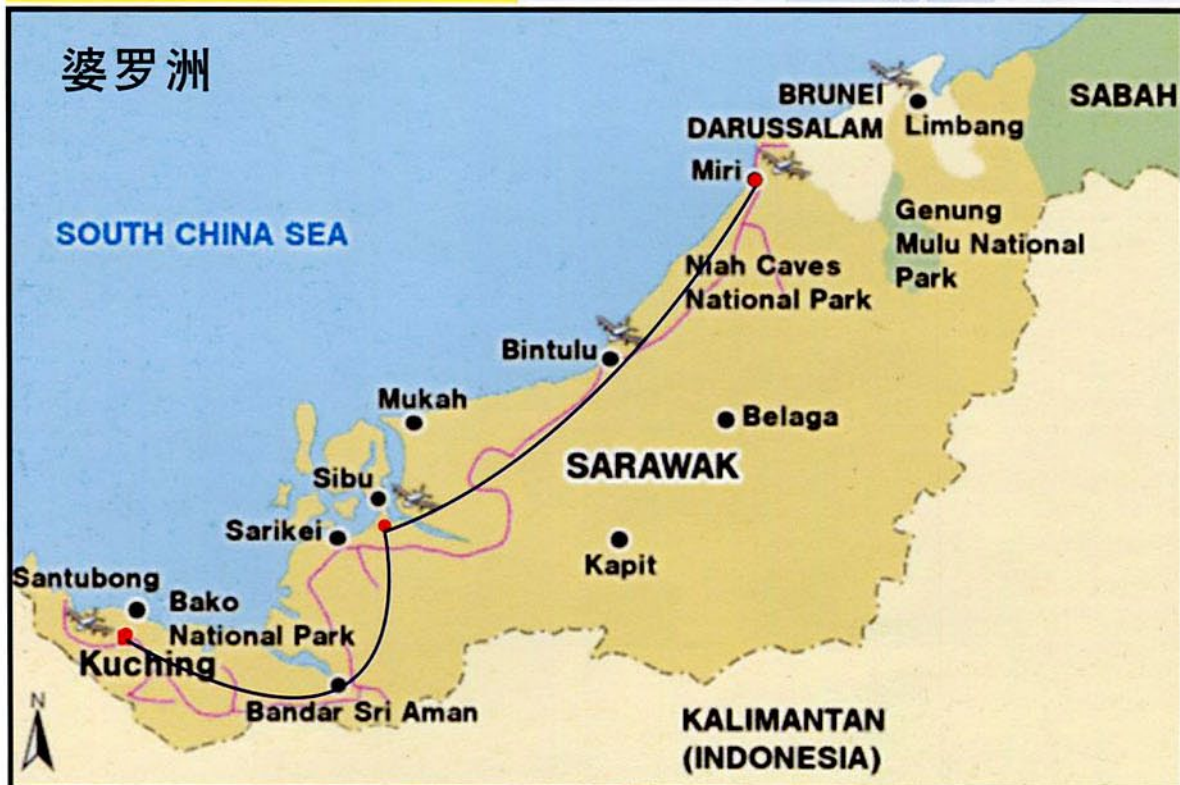 婆罗洲
BRUNEI
DARUSSALAM
SABAH
Limbang
Miri
SOUTH CHINA SEA
Genung
Mulu National
Park
Niah Caves
National Park
Bintulu
Mukah
Belaga
SARAWAK
Sibu
Sarikei
Kapit
Santubong
Bako
National Park
Kuching
Bandar Sri Aman
N
KALIMANTAN
(INDONESIA)